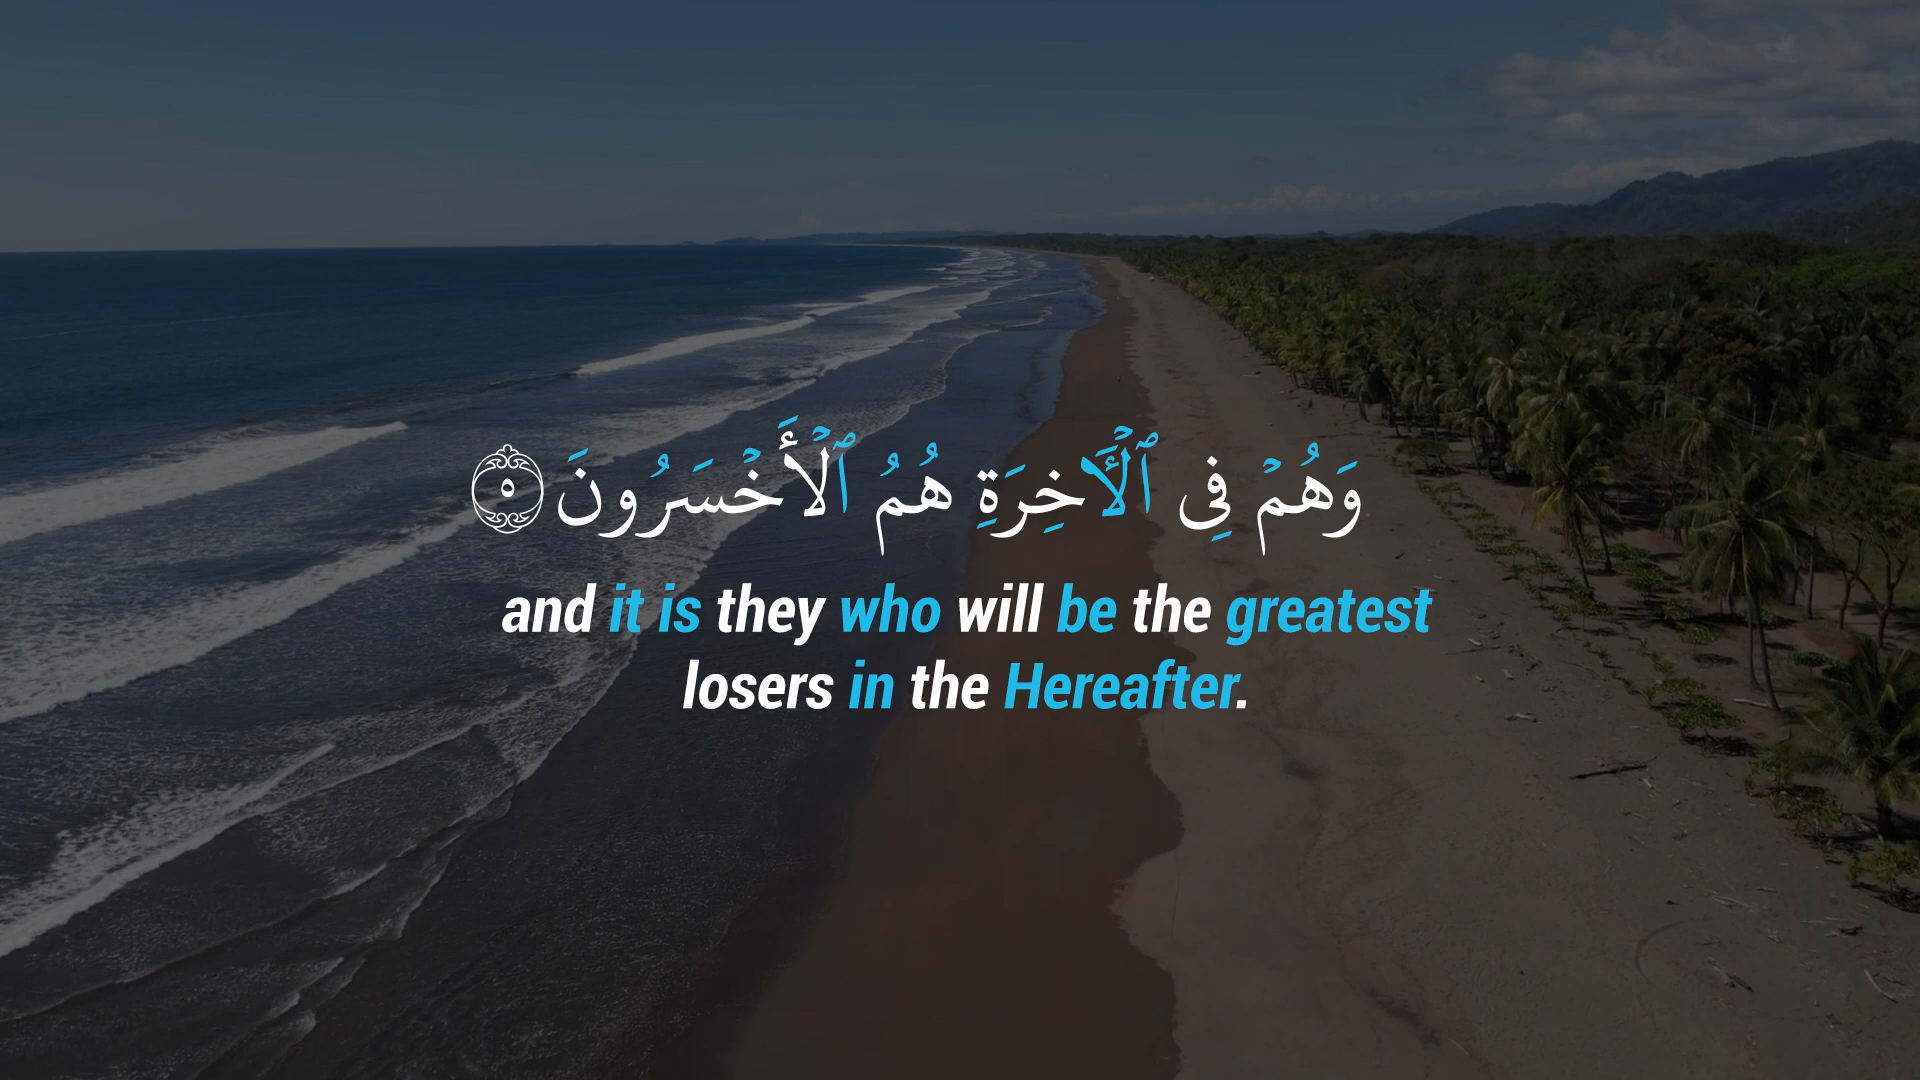 وَهُمۡ فِي ٱلۡأٓخِرَةِ هُمُ ٱلۡأَخۡسَرُونَ ٥
and it is they who will be the greatest
losers in the Hereafter.